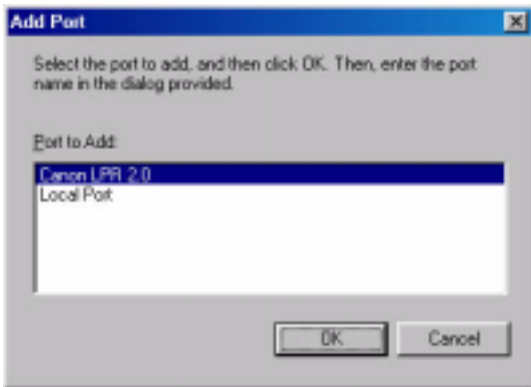 Add Port
Select the port to add, and then click OK. Then, enter the port
name in the dialog provided.
Port to Add:
Canon LPR 2.0
Local Port
OK
Cancel